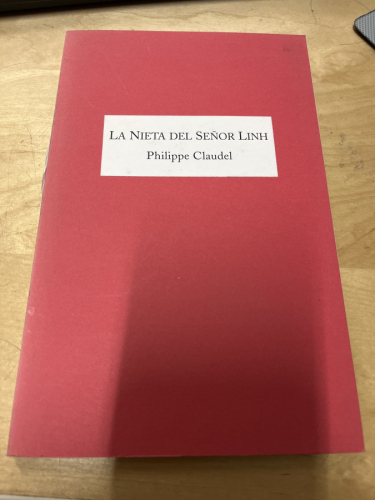 LA NIETA DEL SEÑOR LINH
Philippe Claudel